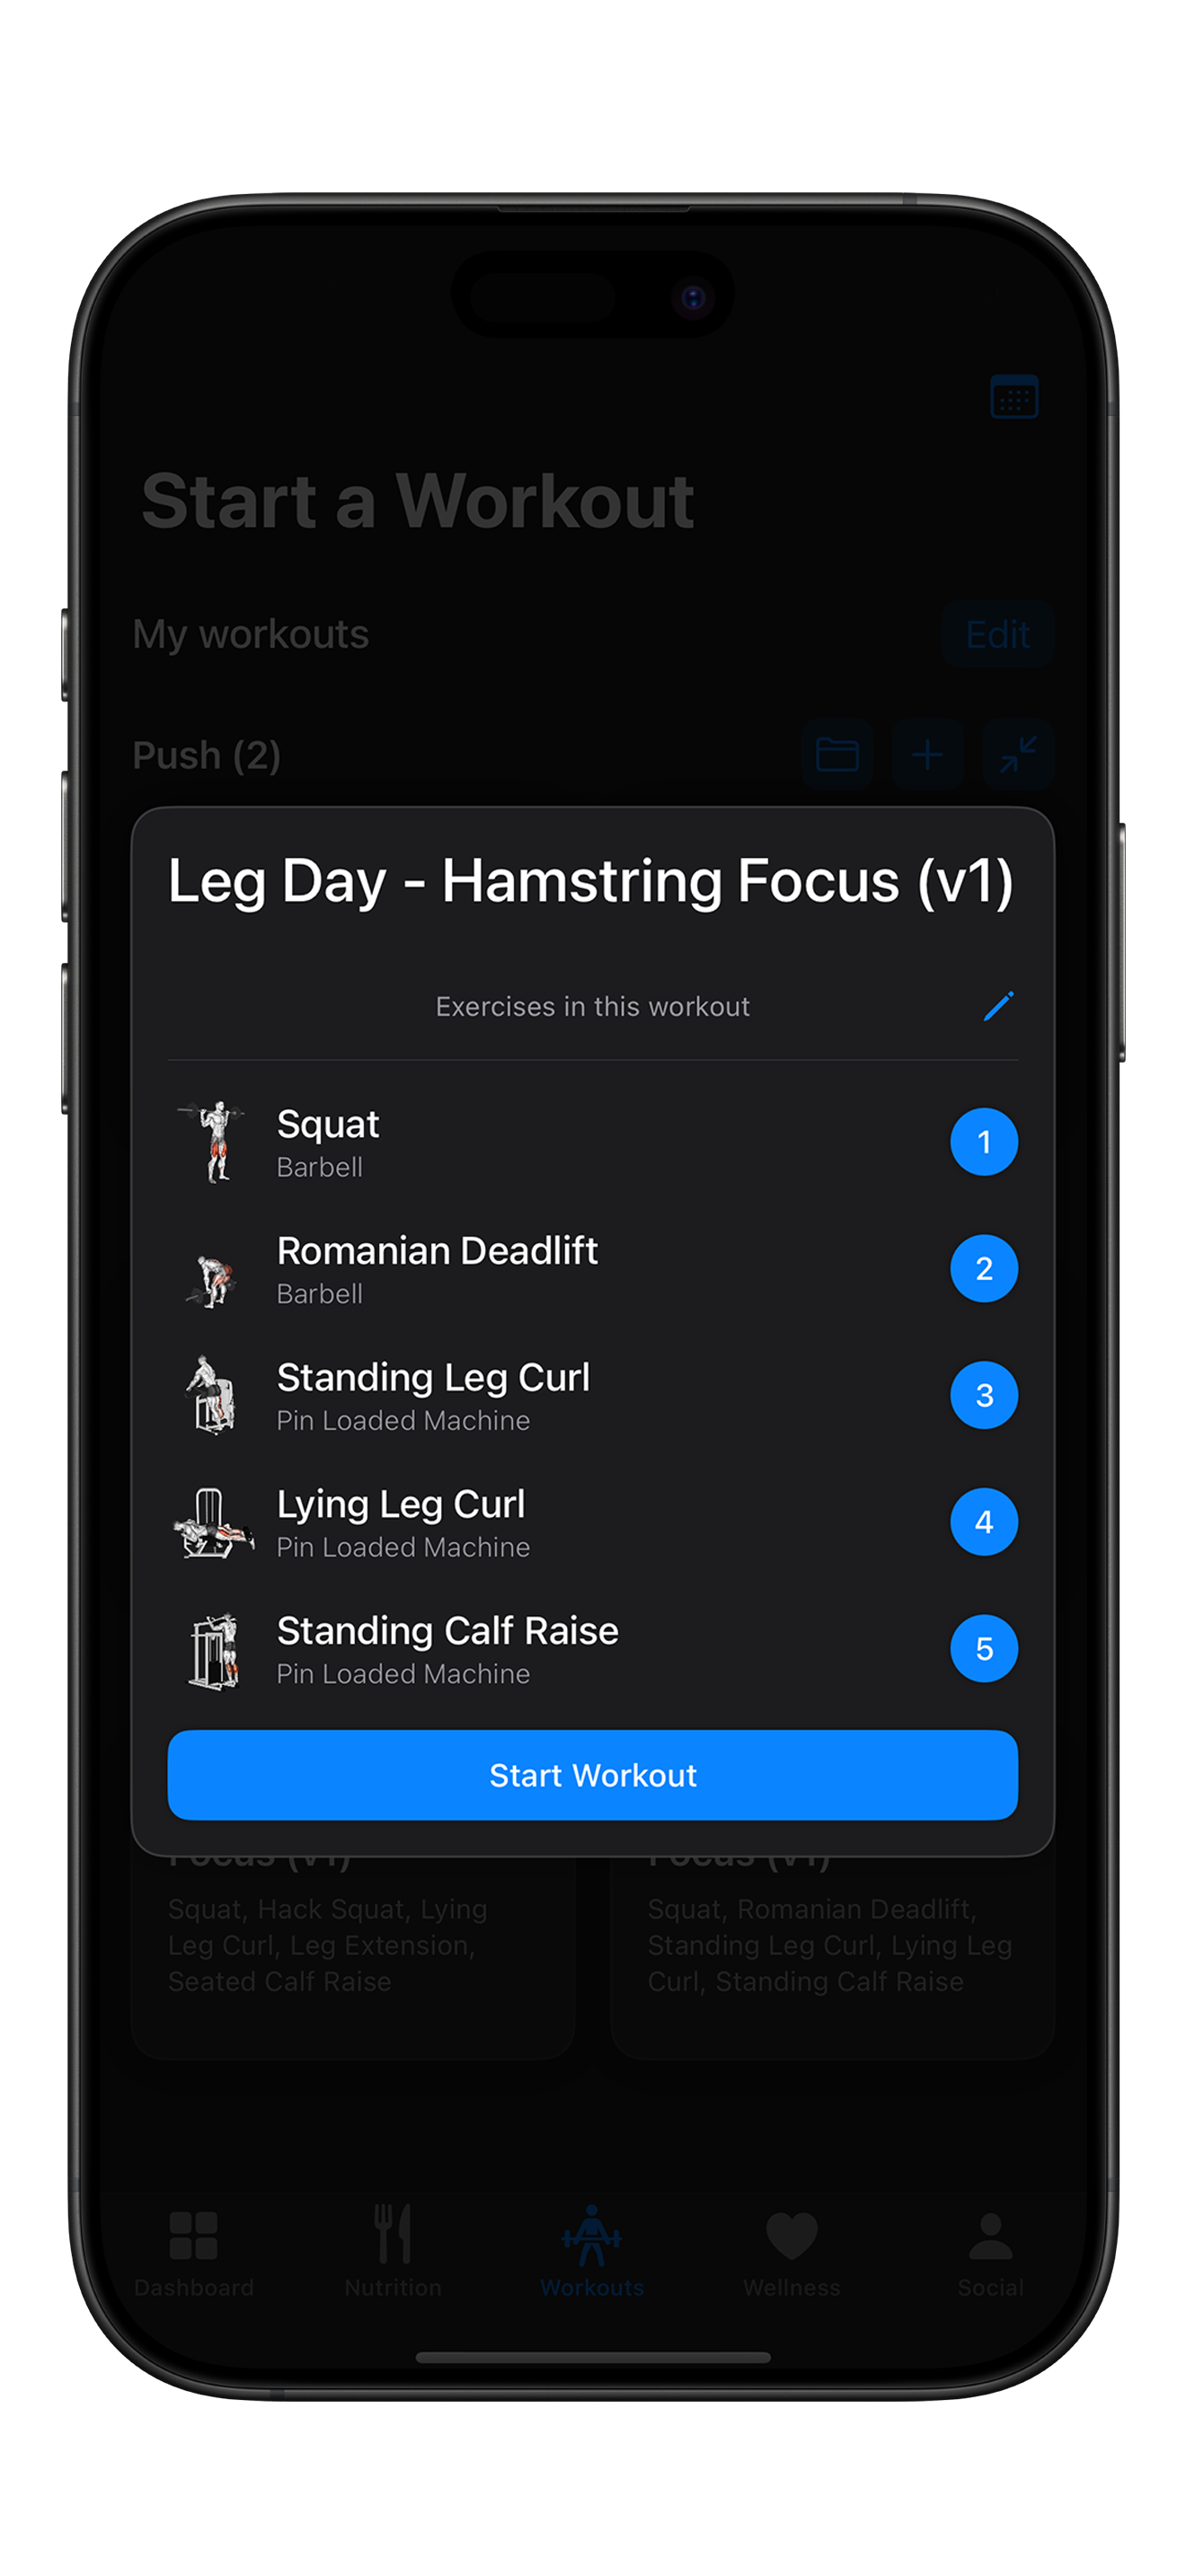 Start a Workout
My workouts
Edit
Push (2)
Leg Day - Hamstring Focus (v1)
Exercises in this workout
Squat
Barbell
1
Romanian Deadlift
Barbell
2
Standing Leg Curl
Pin Loaded Machine
3
Lying Leg Curl
Pin Loaded Machine
4
Standing Calf Raise
Pin Loaded Machine
5
Start Workout
Focus (v1)
Squat, Hack Squat, Lying
Leg Curl, Leg Extension,
Seated Calf Raise
Focus (v1)
Squat, Romanian Deadlift,
Standing Leg Curl, Lying Leg
Curl, Standing Calf Raise
Dashboard
Nutrition
Workouts
Wellness
Social